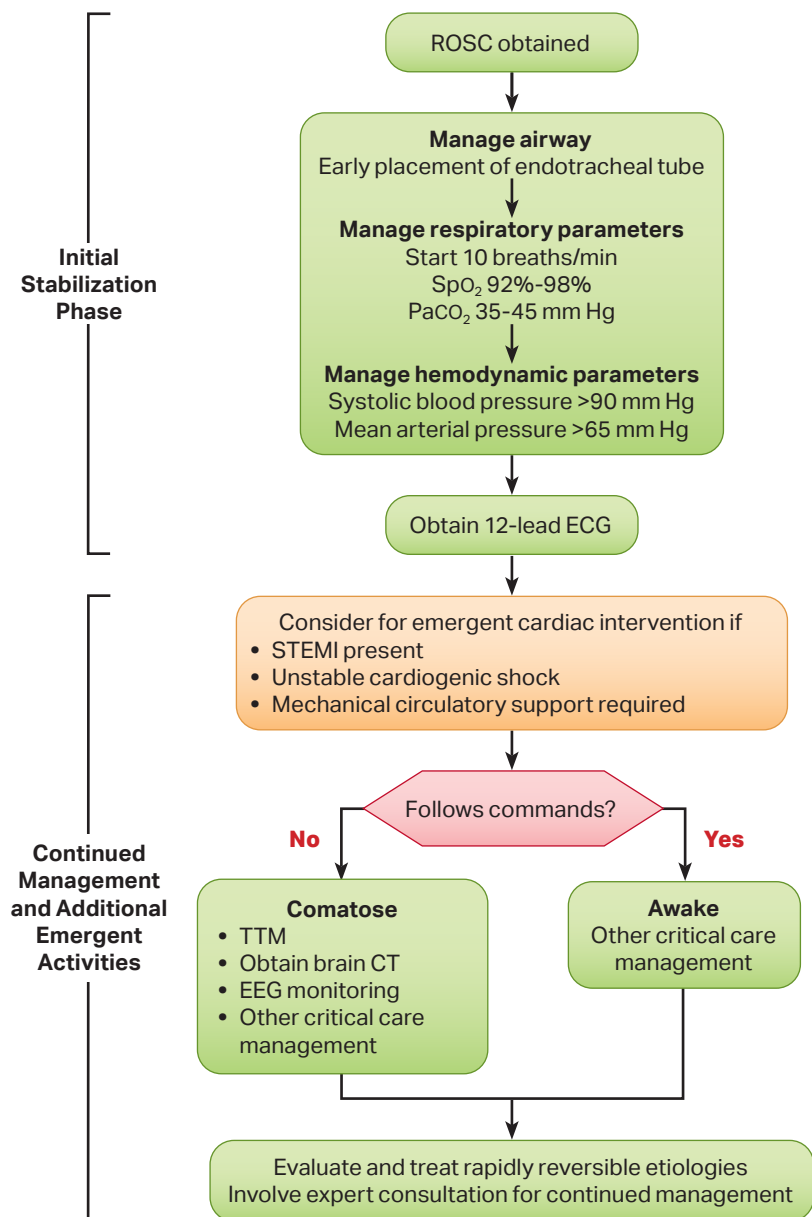 ROSC obtained
Manage airway
Early placement of endotracheal tube
Manage respiratory parameters
Start 10 breaths/min
SpO₂ 92%-98%
PaCO₂ 35-45 mm Hg
Manage hemodynamic parameters
Systolic blood pressure >90 mm Hg
Mean arterial pressure >65 mm Hg
Obtain 12-lead ECG
Initial
Stabilization
Phase
Consider for emergent cardiac intervention if
• STEMI present
• Unstable cardiogenic shock
• Mechanical circulatory support required
Follows commands?
No
Yes
Comatose
• TTM
• Obtain brain CT
• EEG monitoring
• Other critical care
management
Awake
Other critical care
management
Continued
Management
and Additional
Emergent
Activities
Evaluate and treat rapidly reversible etiologies
Involve expert consultation for continued management